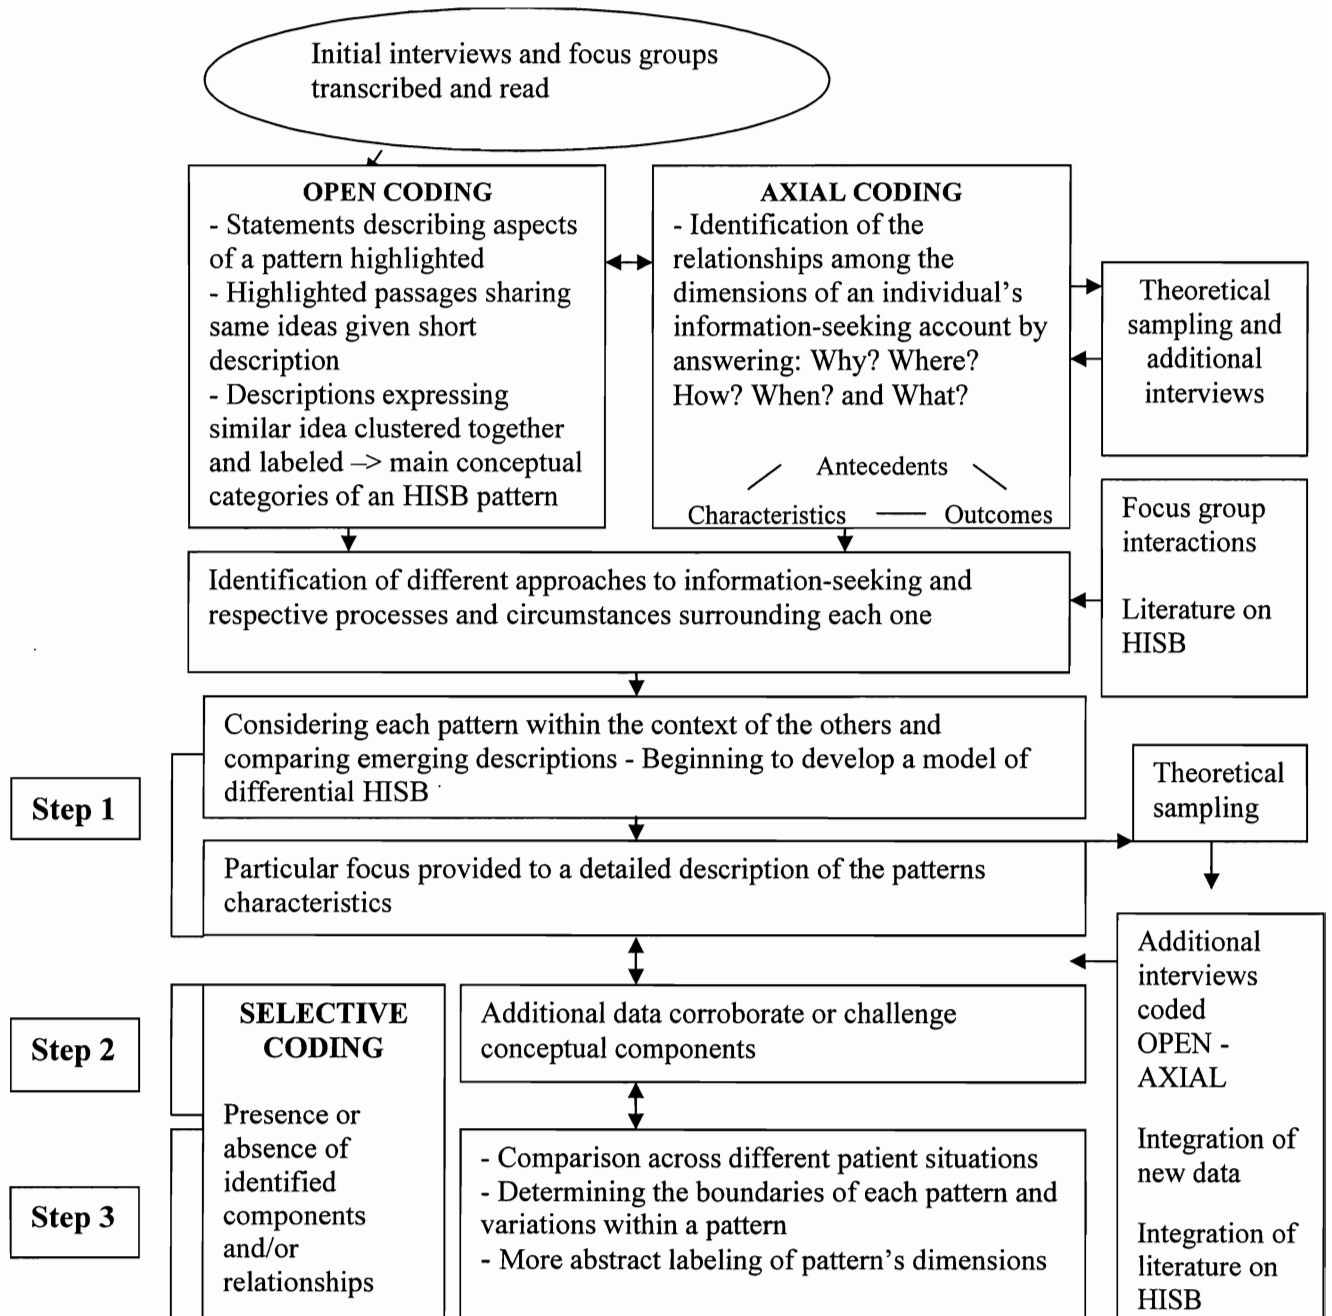 Initial interviews and focus groups
transcribed and read
OPEN CODING
- Statements describing aspects
of a pattern highlighted
- Highlighted passages sharing
same ideas given short
description
- Descriptions expressing
similar idea clustered together
and labeled –> main conceptual
categories of an HISB pattern
AXIAL CODING
- Identification of the
relationships among the
dimensions of an individual’s
information-seeking account by
answering: Why? Where?
How? When? and What?
Antecedents
Characteristics
Outcomes
Theoretical
sampling and
additional
interviews
Focus group
interactions
Literature on
HISB
Identification of different approaches to information-seeking and
respective processes and circumstances surrounding each one
Considering each pattern within the context of the others and
comparing emerging descriptions - Beginning to develop a model of
differential HISB
Step 1
Theoretical
sampling
Particular focus provided to a detailed description of the patterns
characteristics
Additional
interviews
coded
OPEN -
AXIAL
Integration of
new data
Integration of
literature on
HISB
Step 2
SELECTIVE
CODING
Presence or
absence of
identified
components
and/or
relationships
Additional data corroborate or challenge
conceptual components
Step 3
- Comparison across different patient situations
- Determining the boundaries of each pattern and
variations within a pattern
- More abstract labeling of pattern’s dimensions